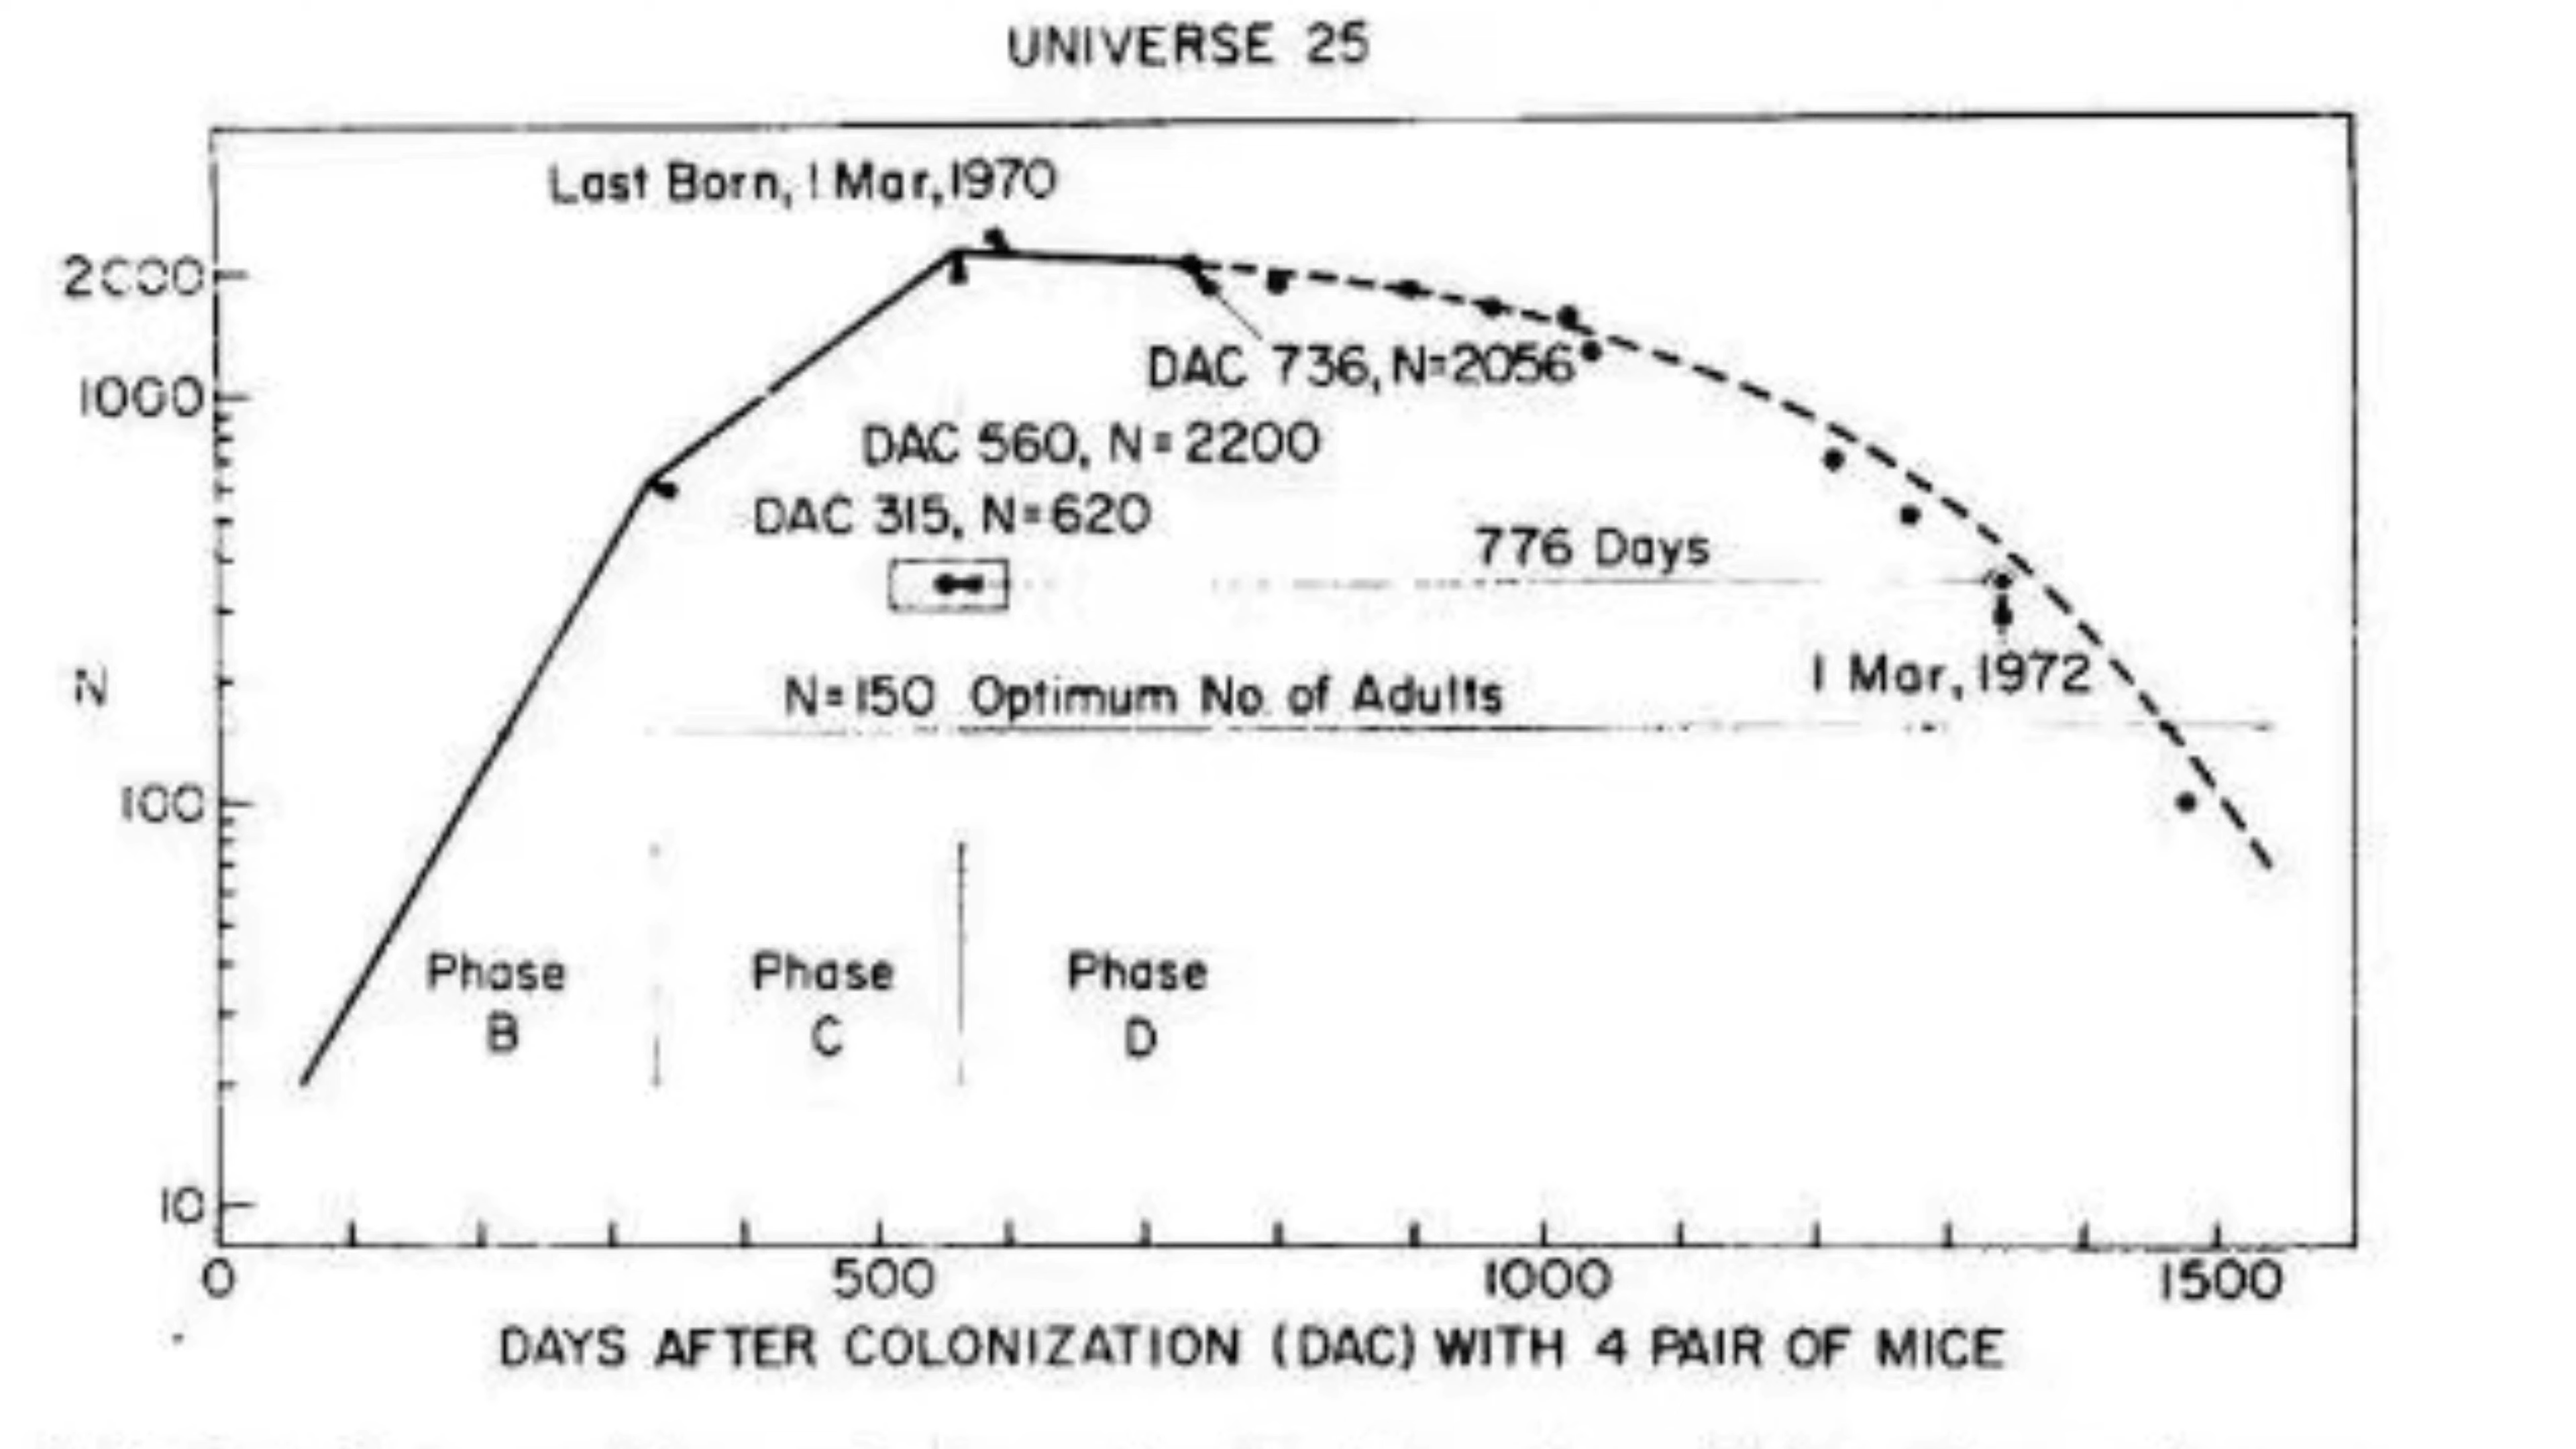 UNIVERSE 25
Last Born, 1 Mar, 1970
2000
DAC 736, N=2056
1000
DAC 560, N=2200
DAC 315, N=620
776 Days
N
1 Mar, 1972
N=150 Optimum No. of Adults
100
Phase B
Phase C
Phase D
10
0 500 1000 1500
DAYS AFTER COLONIZATION (DAC) WITH 4 PAIR OF MICE